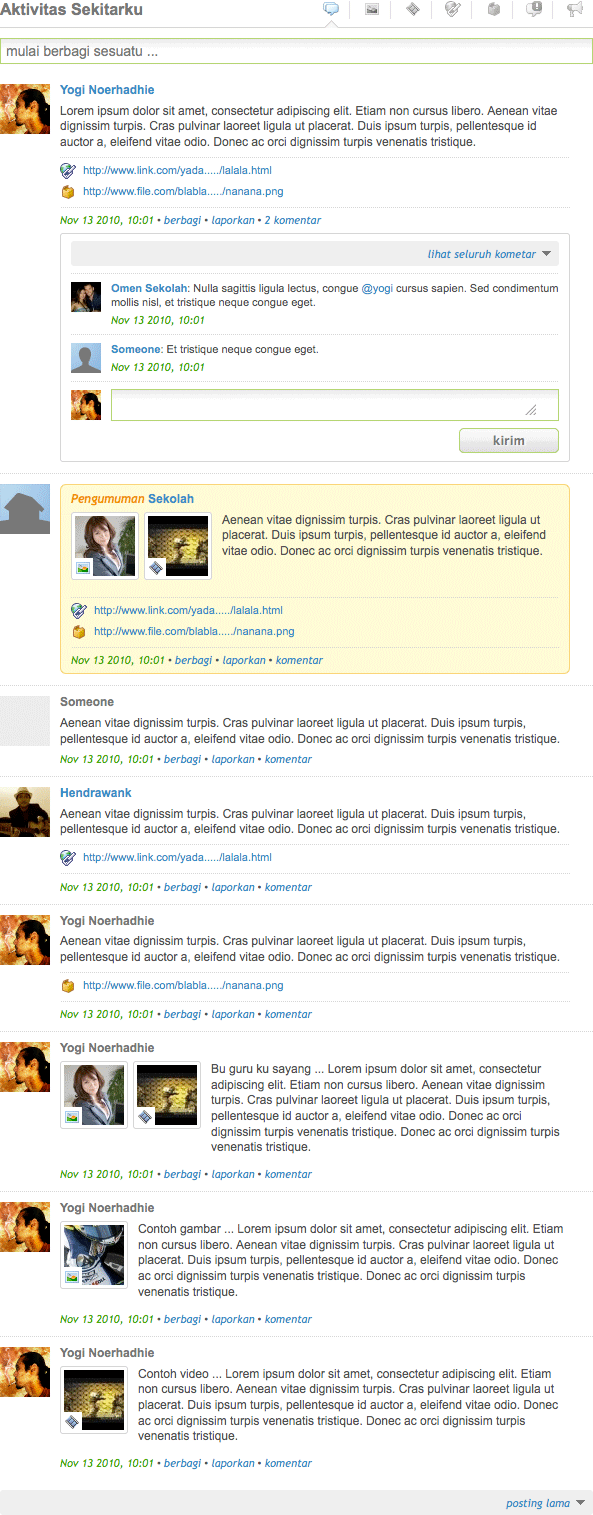 Aktivitas Sekitarku
mulai berbagi sesuatu ...
Yogi Noerhadhie
Lorem ipsum dolor sit amet, consectetur adipiscing elit. Etiam non cursus libero. Aenean vitae
dignissim turpis. Cras pulvinar laoreet ligula ut placerat. Duis ipsum turpis, pellentesque id
auctor a, eleifend vitae odio. Donec ac orci dignissim turpis venenatis tristique.
http://www.link.com/yada...../lalala.html
http://www.file.com/blabla...../nanana.png
Nov 13 2010, 10:01 • berbagi • laporkan • 2 komentar
lihat seluruh kometar
Omen Sekolah: Nulla sagittis ligula lectus, congue @yogi cursus sapien. Sed condimentum
mollis nisl, et tristique neque congue eget.
Nov 13 2010, 10:01
Someone: Et tristique neque congue eget.
Nov 13 2010, 10:01
kirim
Pengumuman Sekolah
Aenean vitae dignissim turpis. Cras pulvinar laoreet ligula ut
placerat. Duis ipsum turpis, pellentesque id auctor a, eleifend
vitae odio. Donec ac orci dignissim turpis venenatis tristique.
http://www.link.com/yada...../lalala.html
http://www.file.com/blabla...../nanana.png
Nov 13 2010, 10:01 • berbagi • laporkan • komentar
Someone
Aenean vitae dignissim turpis. Cras pulvinar laoreet ligula ut placerat. Duis ipsum turpis,
pellentesque id auctor a, eleifend vitae odio. Donec ac orci dignissim turpis venenatis tristique.
Nov 13 2010, 10:01 • berbagi • laporkan • komentar
Hendrawank
Aenean vitae dignissim turpis. Cras pulvinar laoreet ligula ut placerat. Duis ipsum turpis,
pellentesque id auctor a, eleifend vitae odio. Donec ac orci dignissim turpis venenatis tristique.
http://www.link.com/yada...../lalala.html
Nov 13 2010, 10:01 • berbagi • laporkan • komentar
Yogi Noerhadhie
Aenean vitae dignissim turpis. Cras pulvinar laoreet ligula ut placerat. Duis ipsum turpis,
pellentesque id auctor a, eleifend vitae odio. Donec ac orci dignissim turpis venenatis tristique.
http://www.file.com/blabla...../nanana.png
Nov 13 2010, 10:01 • berbagi • laporkan • komentar
Yogi Noerhadhie
Bu guru ku sayang ... Lorem ipsum dolor sit amet, consectetur
adipiscing elit. Etiam non cursus libero. Aenean vitae dignissim
turpis. Cras pulvinar laoreet ligula ut placerat. Duis ipsum turpis,
pellentesque id auctor a, eleifend vitae odio. Donec ac orci
dignissim turpis venenatis tristique. Donec ac orci dignissim turpis
venenatis tristique.
Nov 13 2010, 10:01 • berbagi • laporkan • komentar
Yogi Noerhadhie
Contoh gambar ... Lorem ipsum dolor sit amet, consectetur adipiscing elit. Etiam
non cursus libero. Aenean vitae dignissim turpis. Cras pulvinar laoreet ligula ut
placerat. Duis ipsum turpis, pellentesque id auctor a, eleifend vitae odio. Donec
ac orci dignissim turpis venenatis tristique. Donec ac orci dignissim turpis
venenatis tristique.
Nov 13 2010, 10:01 • berbagi • laporkan • komentar
Yogi Noerhadhie
Contoh video ... Lorem ipsum dolor sit amet, consectetur adipiscing elit. Etiam
non cursus libero. Aenean vitae dignissim turpis. Cras pulvinar laoreet ligula ut
placerat. Duis ipsum turpis, pellentesque id auctor a, eleifend vitae odio. Donec
ac orci dignissim turpis venenatis tristique. Donec ac orci dignissim turpis
venenatis tristique.
Nov 13 2010, 10:01 • berbagi • laporkan • komentar
posting lama